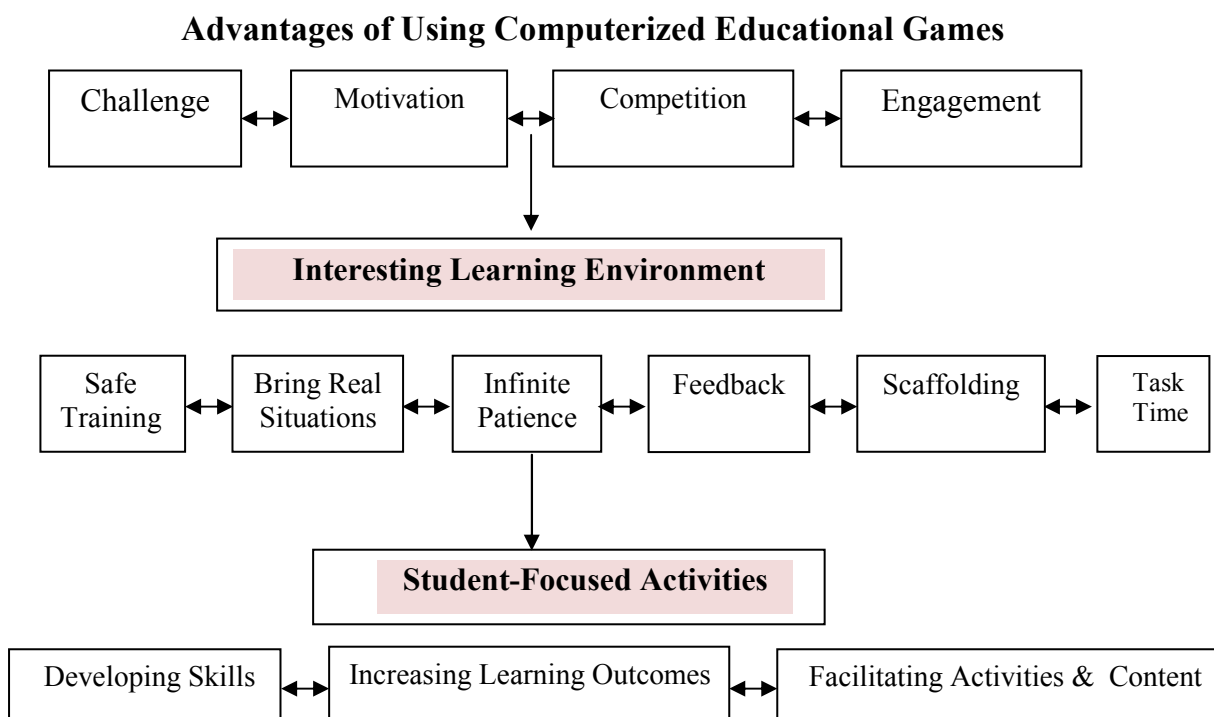 Advantages of Using Computerized Educational Games
Challenge
Motivation
Competition
Engagement
Interesting Learning Environment
Safe
Training
Bring Real
Situations
Infinite
Patience
Feedback
Scaffolding
Task
Time
Student-Focused Activities
Developing Skills
Increasing Learning Outcomes
Facilitating Activities & Content